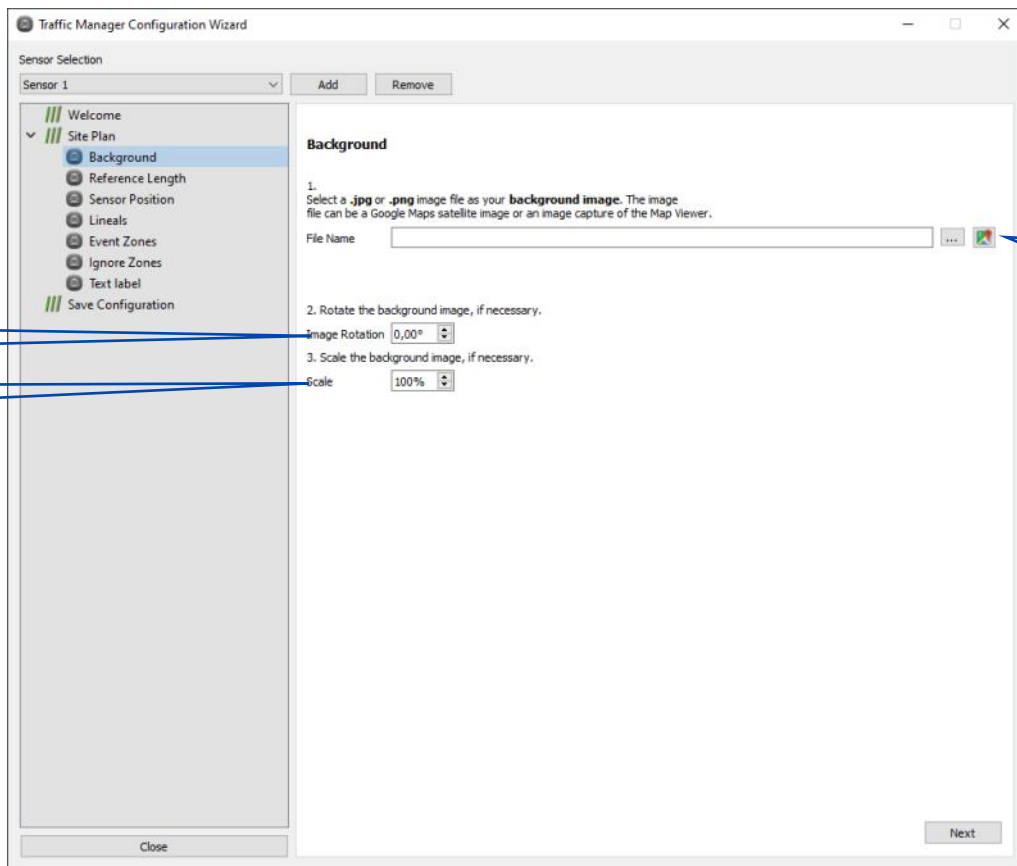 Traffic Manager Configuration Wizard
Sensor Selection
Sensor 1
Add
Remove
Welcome
Site Plan
Background
Reference Length
Sensor Position
Lineals
Event Zones
Ignore Zones
Text label
Save Configuration
Close
Background
1.
Select a .jpg or .png image file as your background image. The image
file can be a Google Maps satellite image or an image capture of the Map Viewer.
File Name
...
2. Rotate the background image, if necessary.
Image Rotation 0,00°
3. Scale the background image, if necessary.
Scale 100%
Next